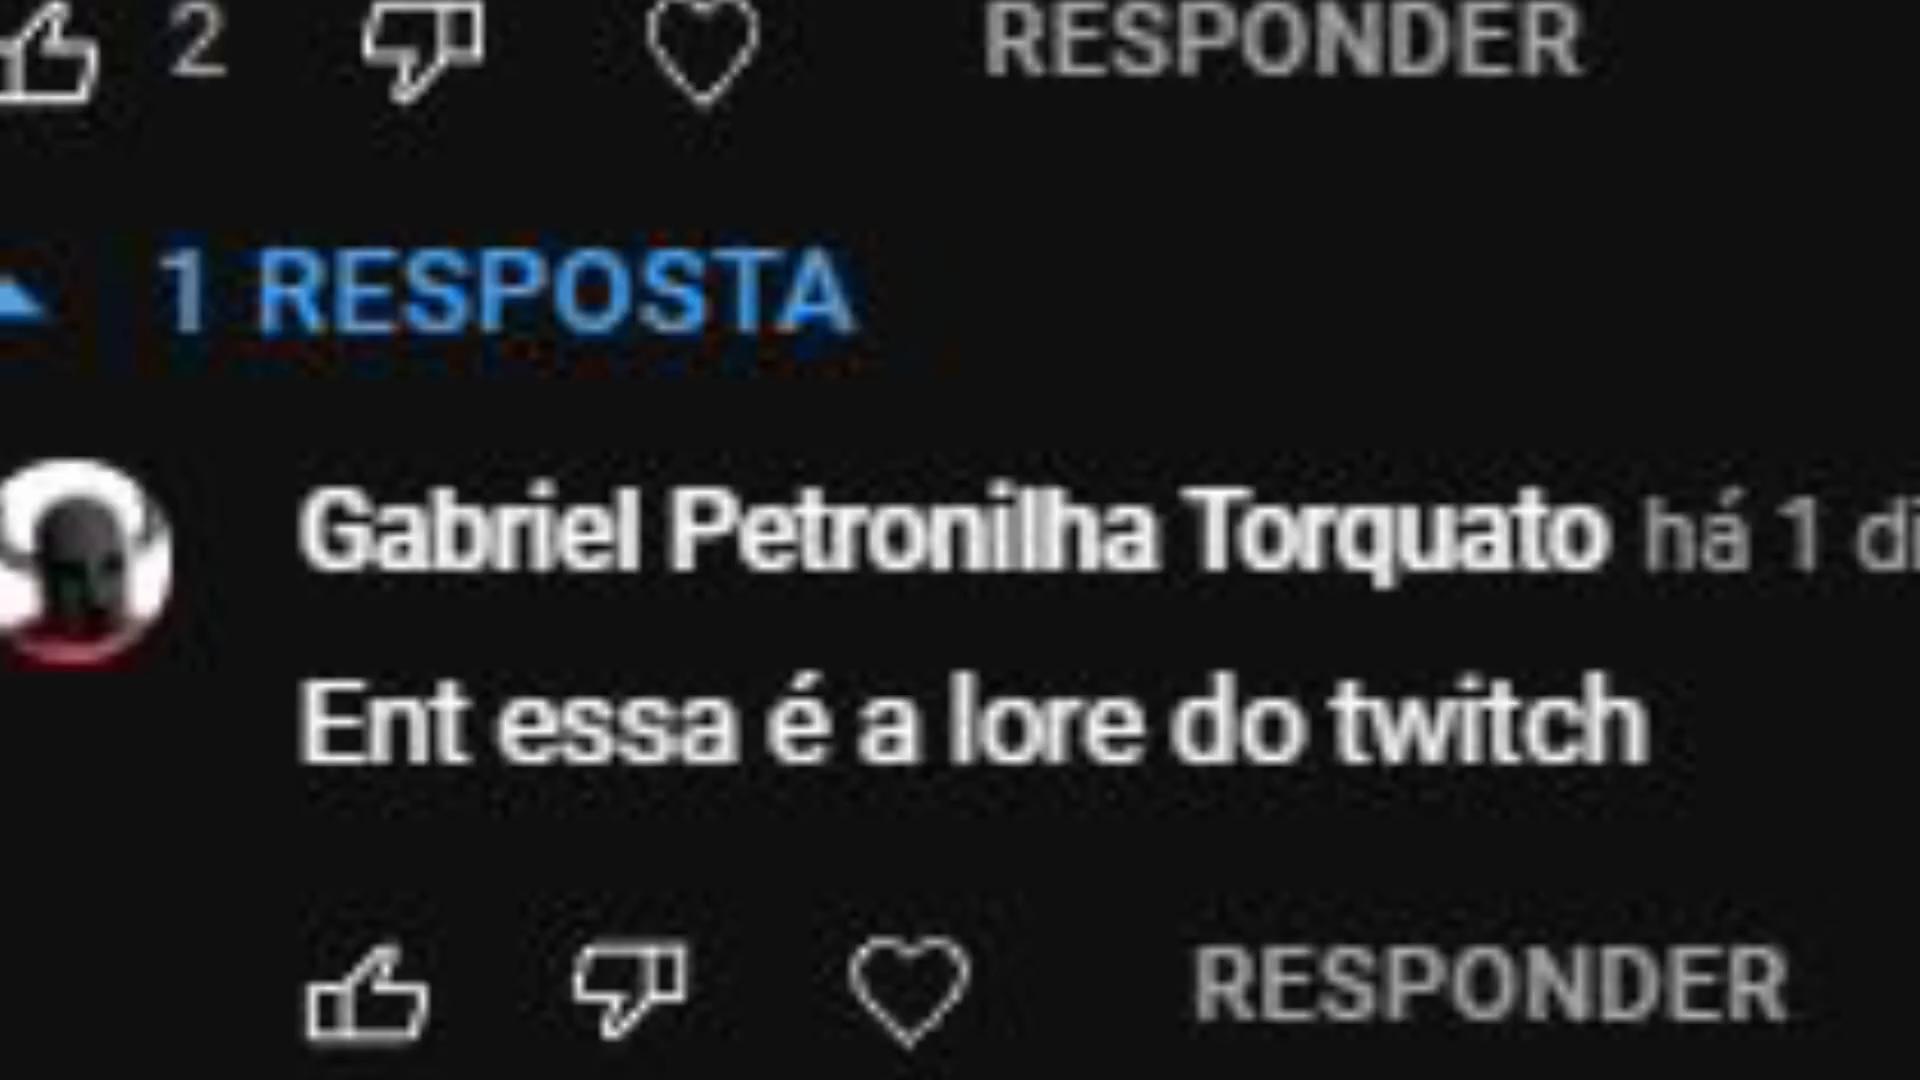 2 RESPONDER
1 RESPOSTA
Gabriel Petronilha Torquato há 1 di
Ent essa é a lore do twitch
RESPONDER